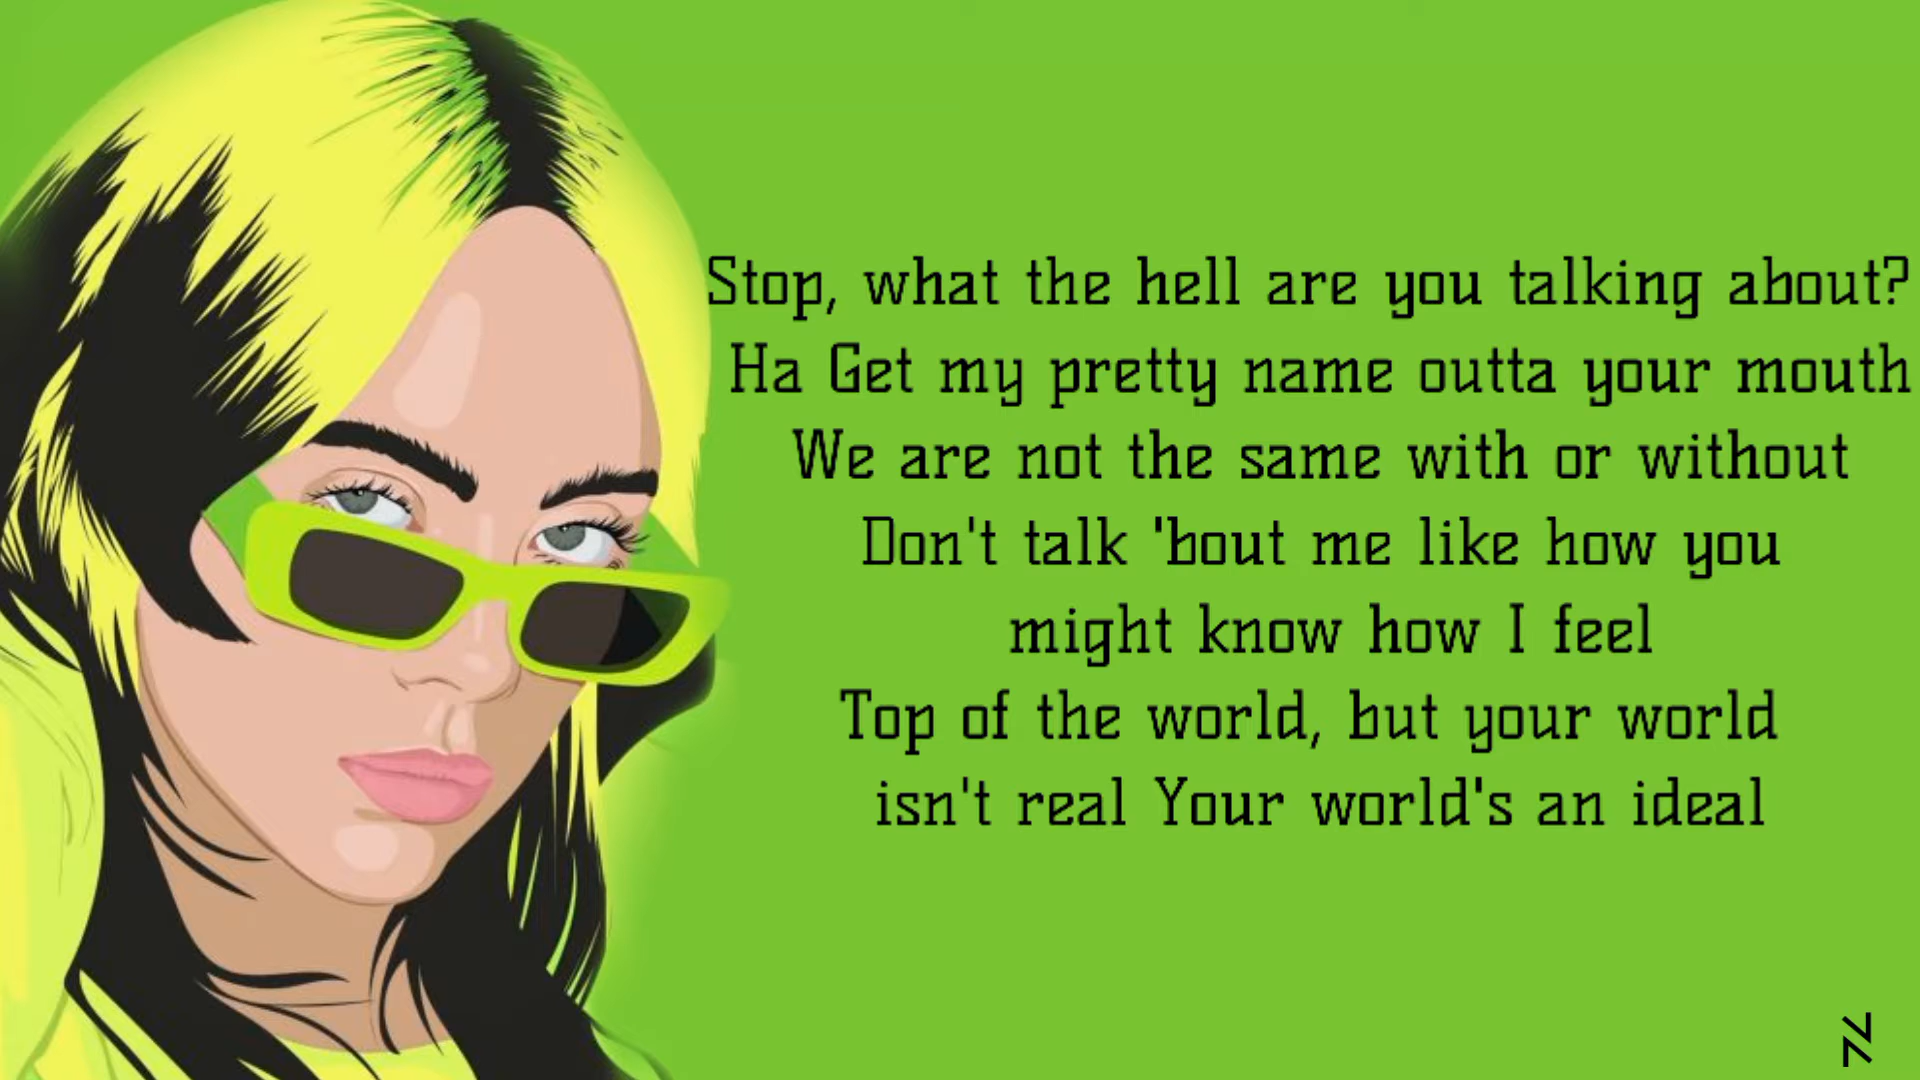 Stop, what the hell are you talking about?
Ha Get my pretty name outta your mouth
We are not the same with or without
Don't talk 'bout me like how you
might know how I feel
Top of the world, but your world
isn't real Your world's an ideal